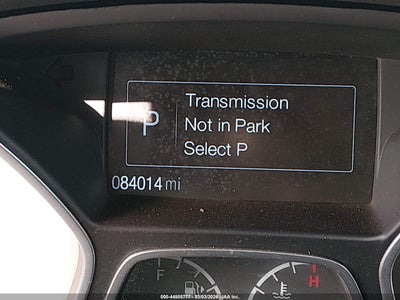 Transmission
P
Not in Park
Select P
084014 mi
F
H